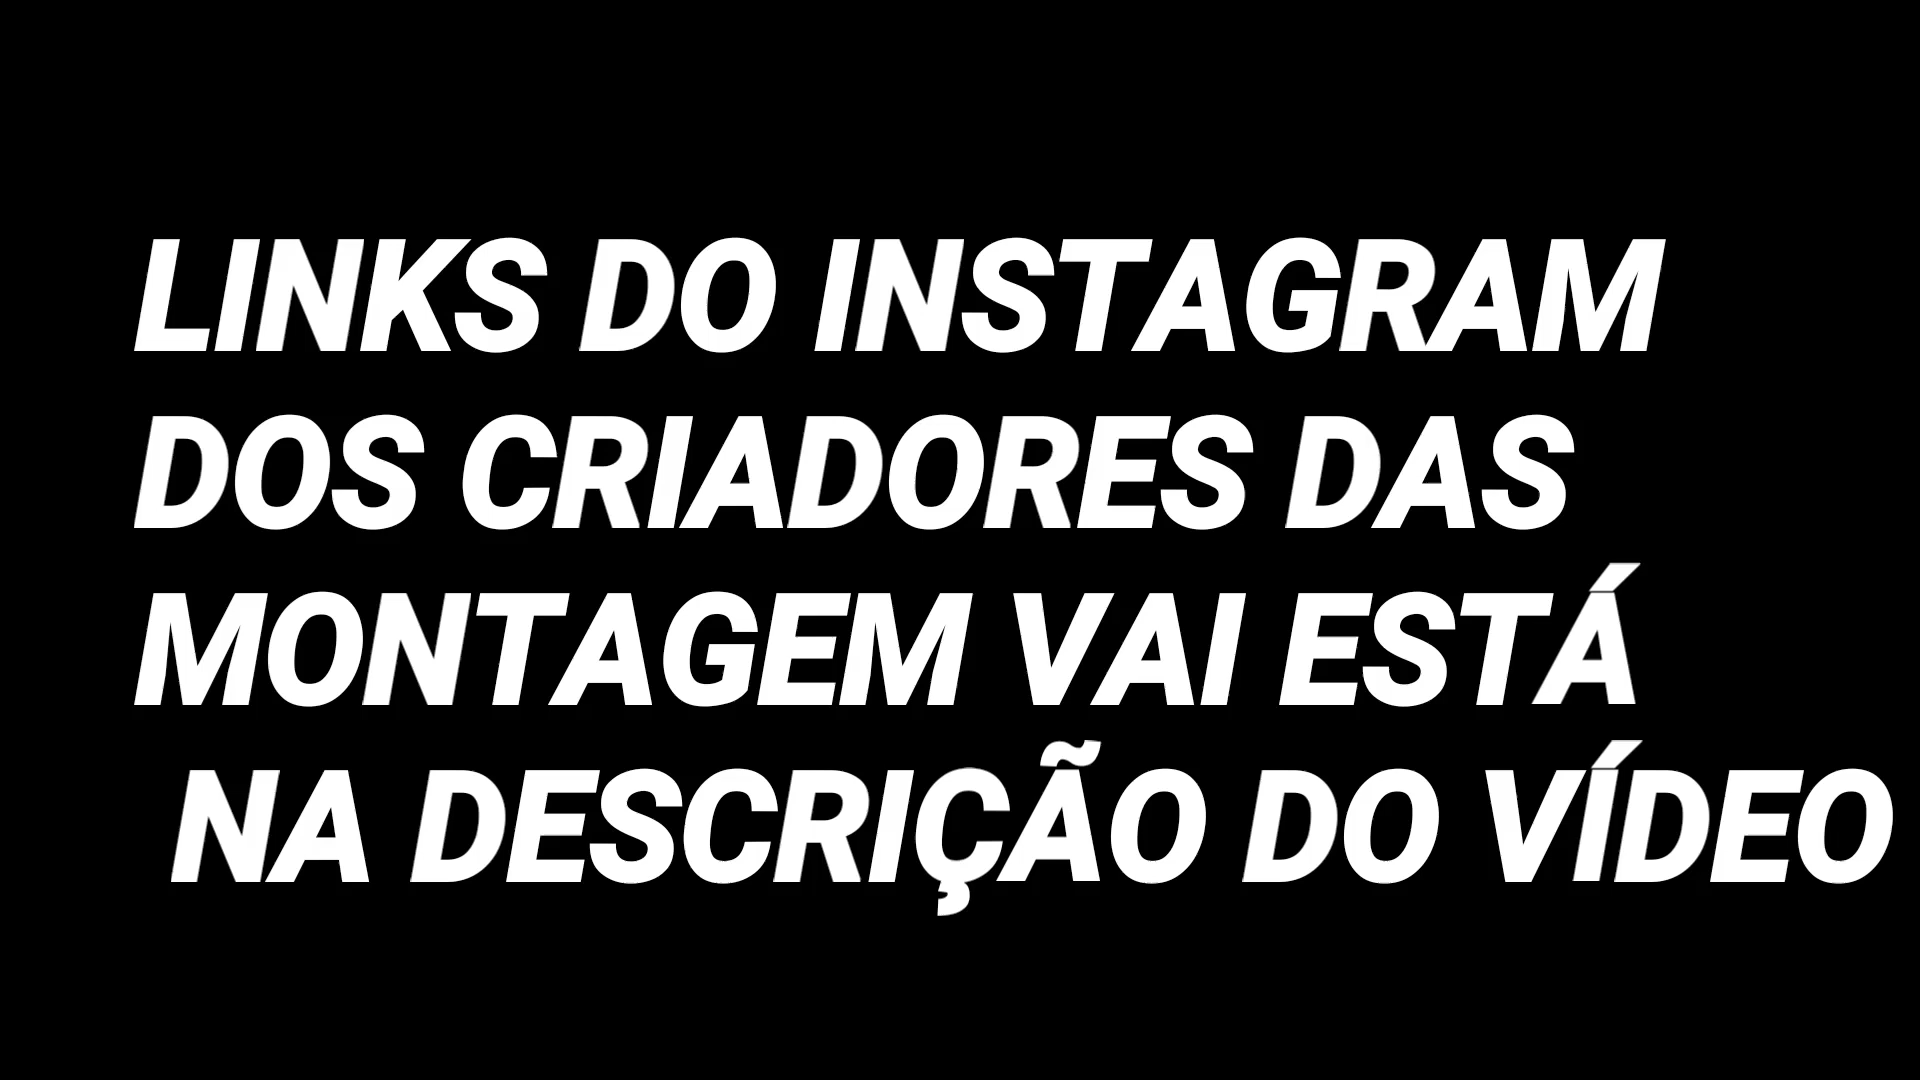 LINKS DO INSTAGRAM
DOS CRIADORES DAS
MONTAGEM VAI ESTÁ
NA DESCRIÇÃO DO VÍDEO